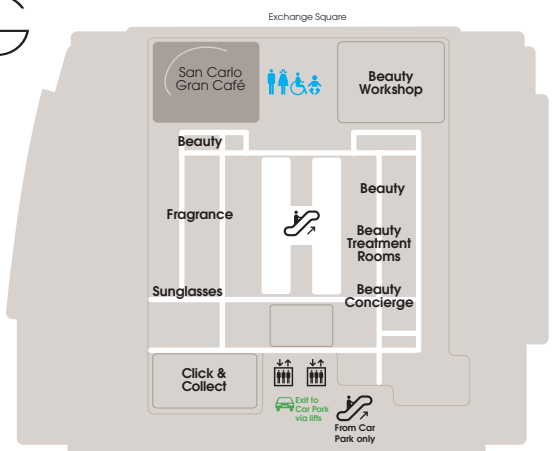 Exchange Square
San Carlo
Gran Café
Beauty
Workshop
Beauty
Beauty
Fragrance
Beauty
Treatment
Rooms
Sunglasses
Beauty
Concierge
Click &
Collect
Exit to
Car Park
via lifts
From Car
Park only